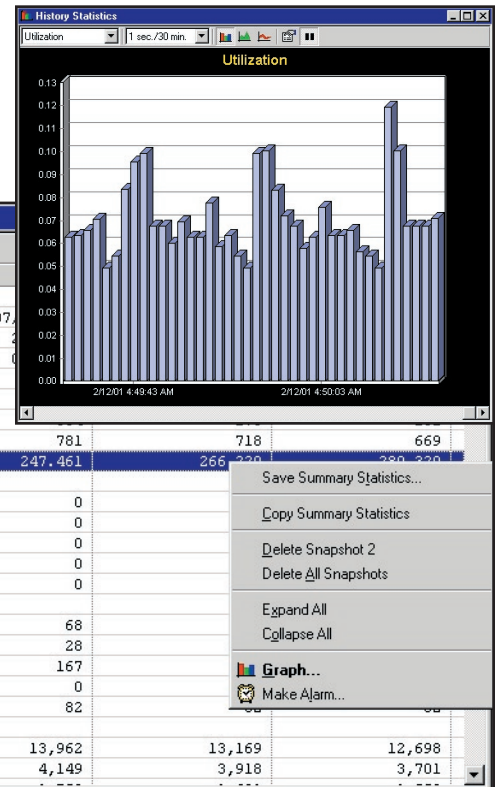 History Statistics
Utilization 1 sec./30 min.
Utilization
0.13
0.12
0.11
0.10
0.09
0.08
0.07
0.06
0.05
0.04
0.03
0.02
0.01
0.00
2/12/01 4:49:43 AM 2/12/01 4:50:03 AM
781 718 669
247.461
Save Summary Statistics...
0
Copy Summary Statistics
0
0
Delete Snapshot 2
0
Delete All Snapshots
0
Expand All
68
Collapse All
28
167
Graph...
0
Make Alarm...
82
13,962 13,169 12,698
4,149 3,918 3,701